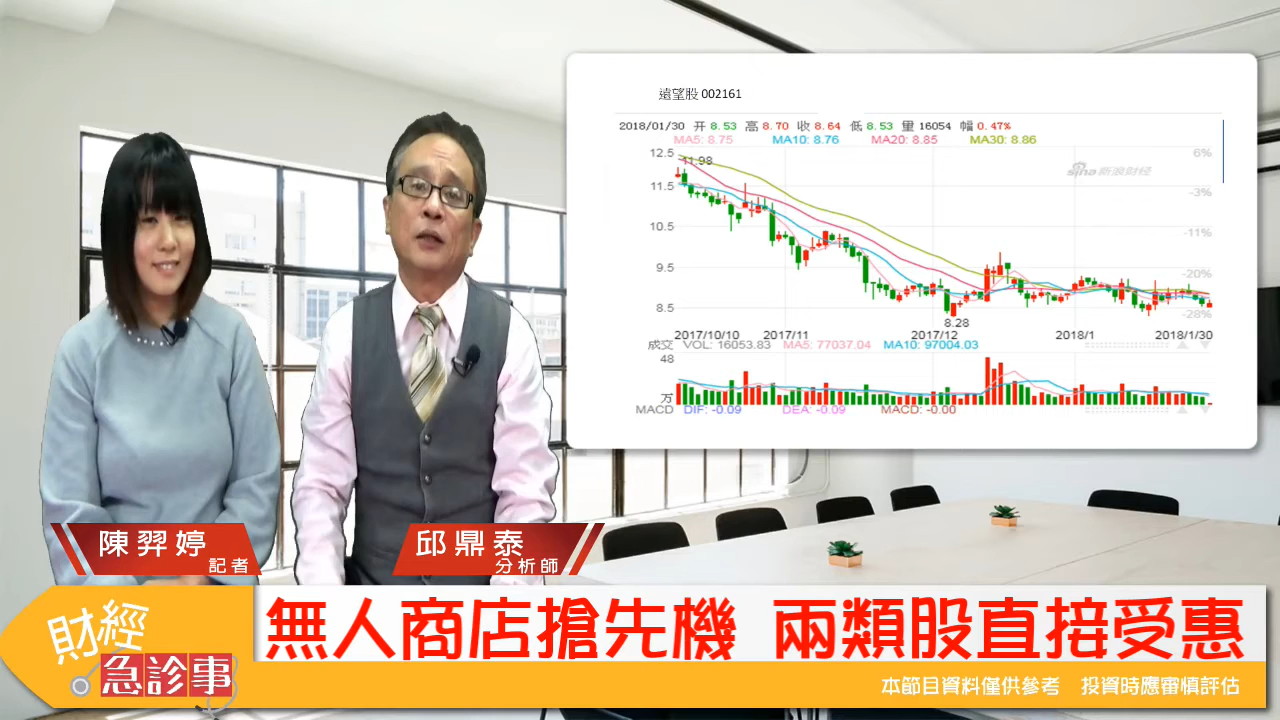 遠望股 002161
2018/01/30 开 8.53 高 8.70 收 8.64 低 8.53 量 16054 幅 0.47%
MA5: 8.75 MA10: 8.76 MA20: 8.85 MA30: 8.86
12.5 11.98 6%
sina 新浪财经
11.5 -3%
10.5 -11%
9.5 -20%
8.5 -28%
8.28
2017/10/10 2017/11 2017/12 2018/1 2018/1/30
成交 VOL: 16053.83 MA5: 77037.04 MA10: 97004.03
48
万
MACD DIF: -0.09 DEA: -0.09 MACD: -0.00
陳羿婷
記者
邱鼎泰
分析師
財經
急診事
無人商店搶先機 兩類股直接受惠
本節目資料僅供參考 投資時應審慎評估